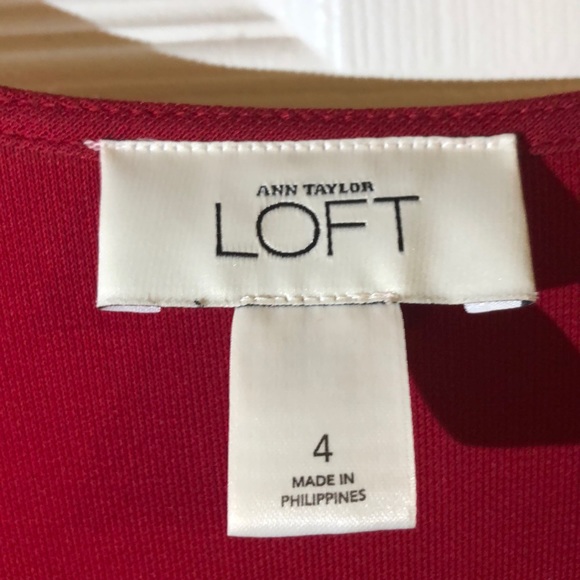 ANN TAYLOR
LOFT
4
MADE IN
PHILIPPINES